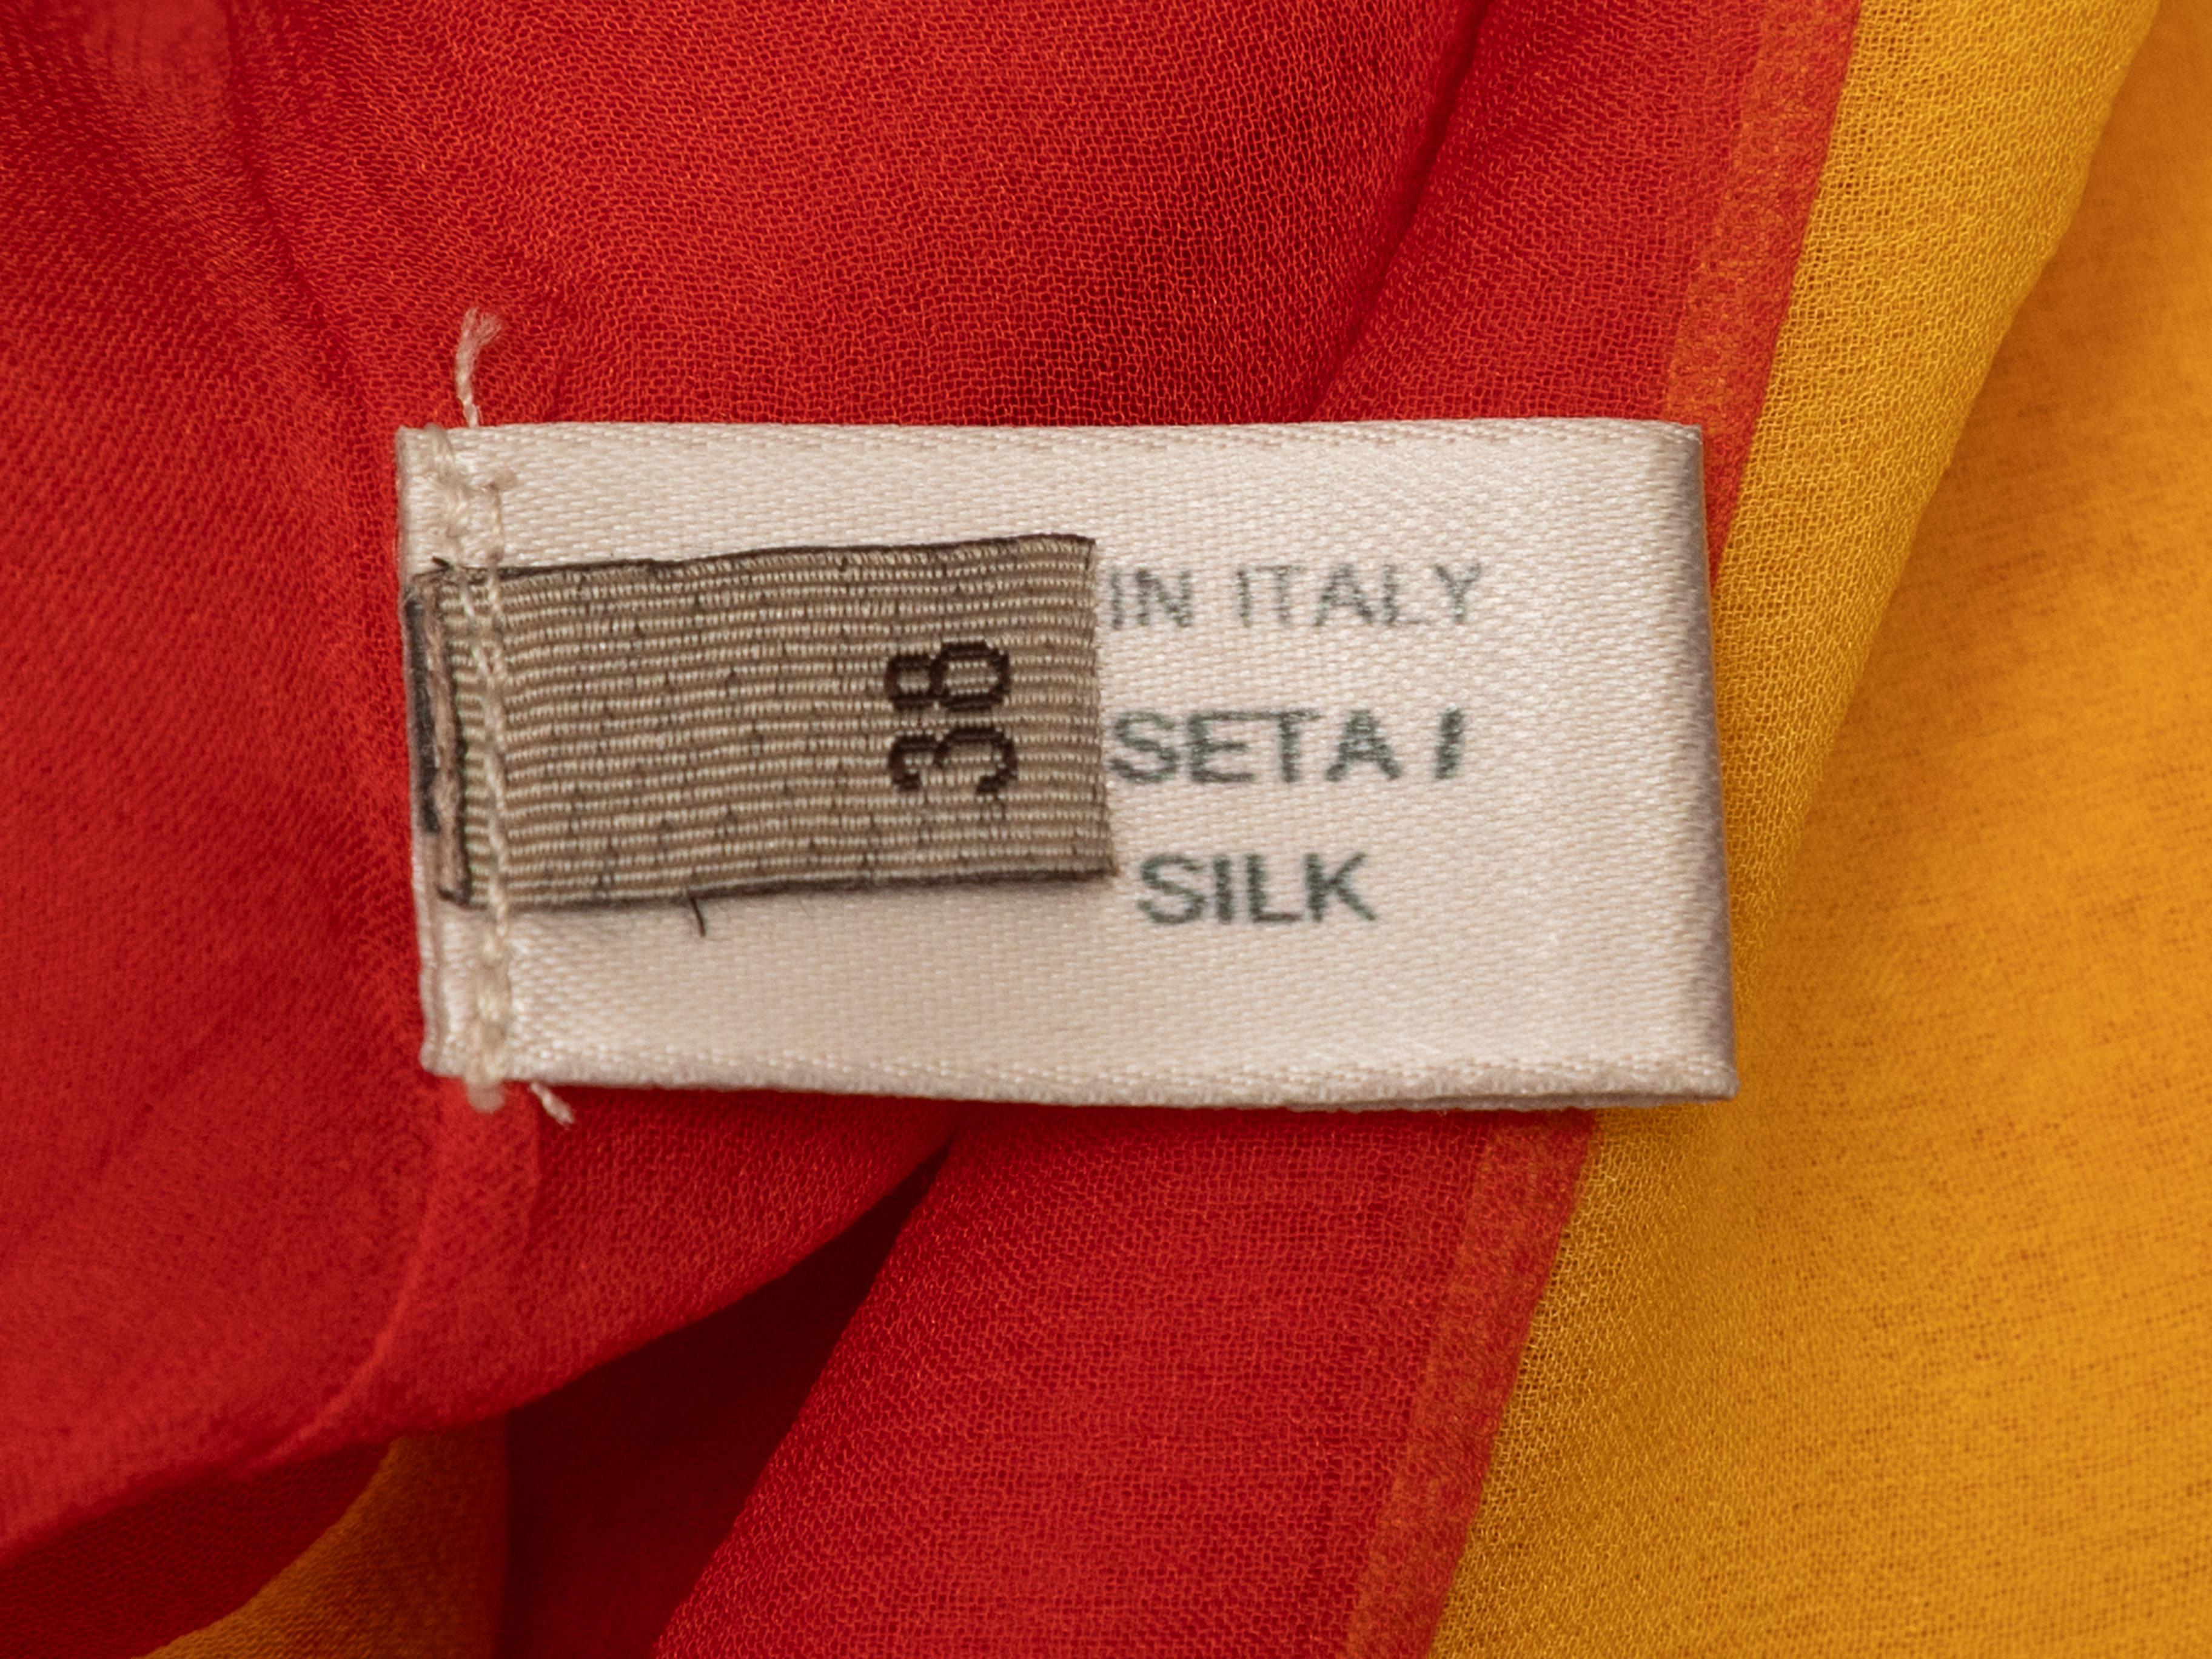 38
IN ITALY
SETA /
SILK